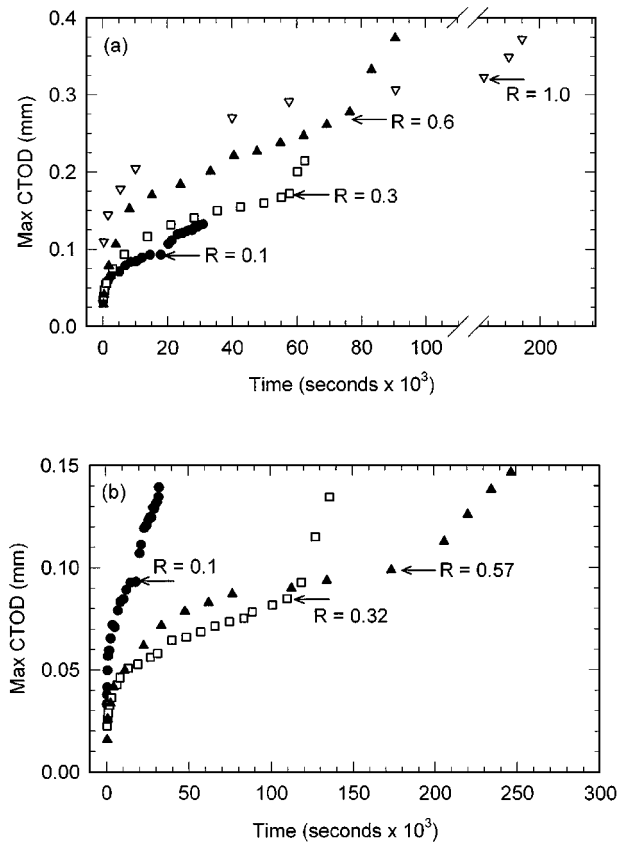 (a)
Max CTOD (mm)
0.4
0.3
0.2
0.1
0.0
R = 1.0
R = 0.6
R = 0.3
R = 0.1
0 20 40 60 80 100 200
Time (seconds x 10³)
(b)
Max CTOD (mm)
0.15
0.10
0.05
0.00
R = 0.1
R = 0.57
R = 0.32
0 50 100 150 200 250 300
Time (seconds x 10³)